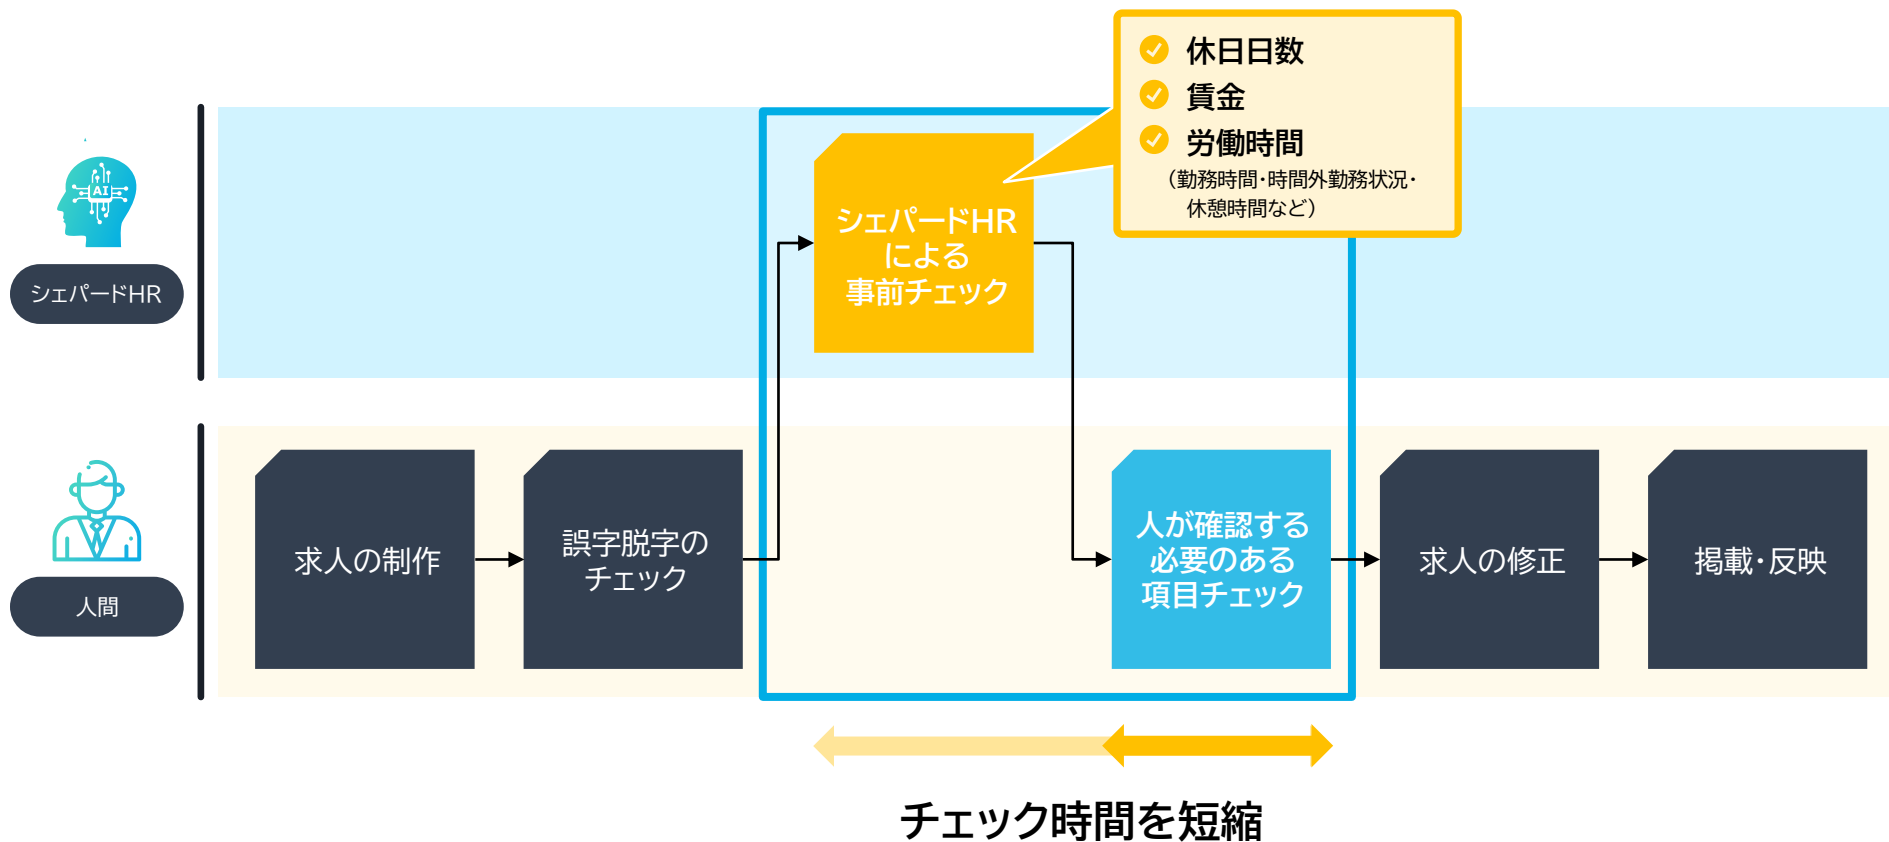 休日日数
賃金
労働時間
（勤務時間・時間外勤務状況・
休憩時間など）
AI
シェパードHR
シェパードHR
による
事前チェック
人間
求人の制作
誤字脱字の
チェック
人が確認する
必要のある
項目チェック
求人の修正
掲載・反映
チェック時間を短縮